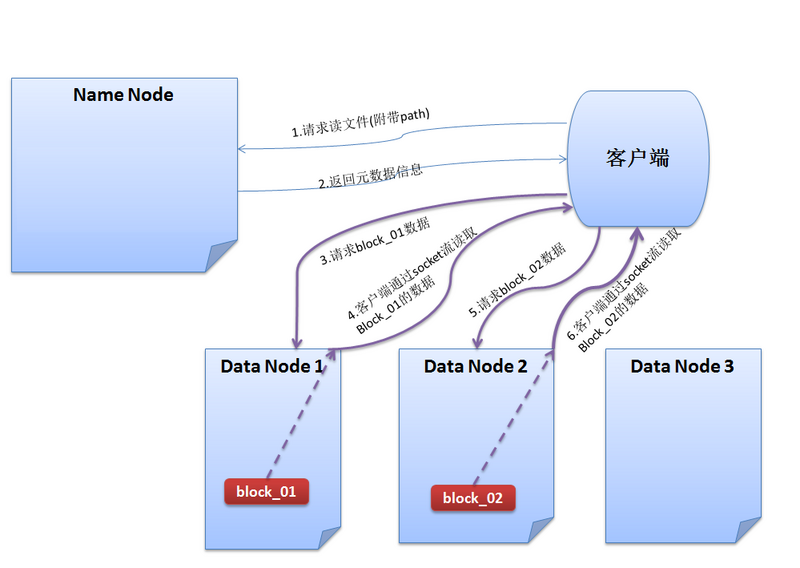 Name Node
1.请求读文件(附带path)
客户端
2.返回元数据信息
3.请求block_01数据
4.客户端通过socket流读取
Block_01的数据
5.请求block_02数据
6.客户端通过socket流读取
Block_02的数据
Data Node 1
Data Node 2
Data Node 3
block_01
block_02